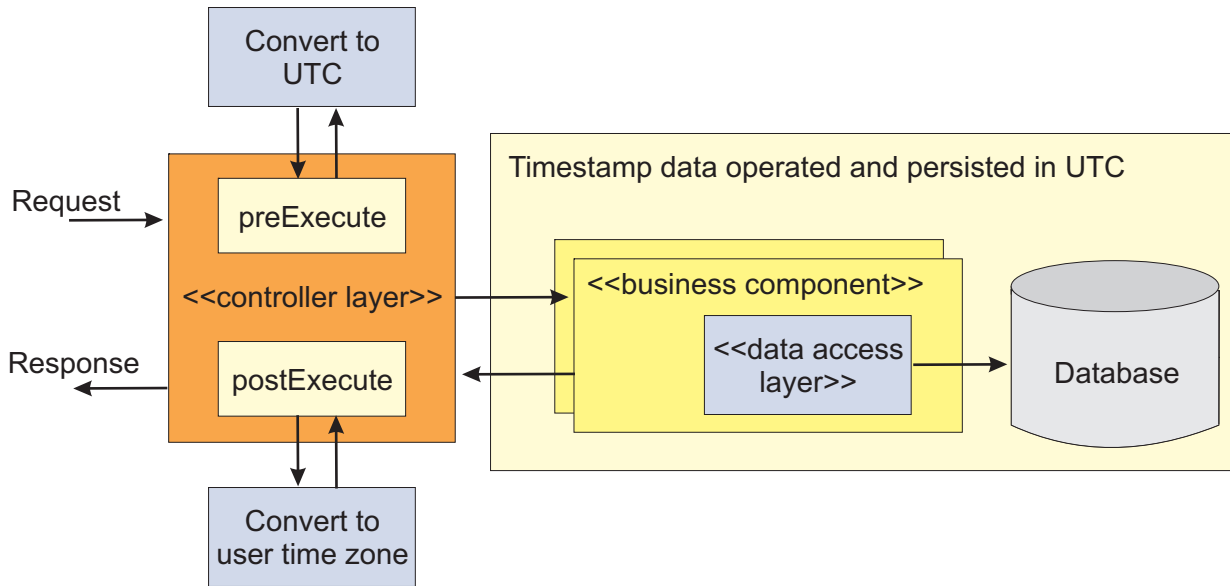 Convert to
UTC
Timestamp data operated and persisted in UTC
Request
preExecute
<<controller layer>>
<<business component>>
<<data access
layer>>
Database
Response
postExecute
Convert to
user time zone